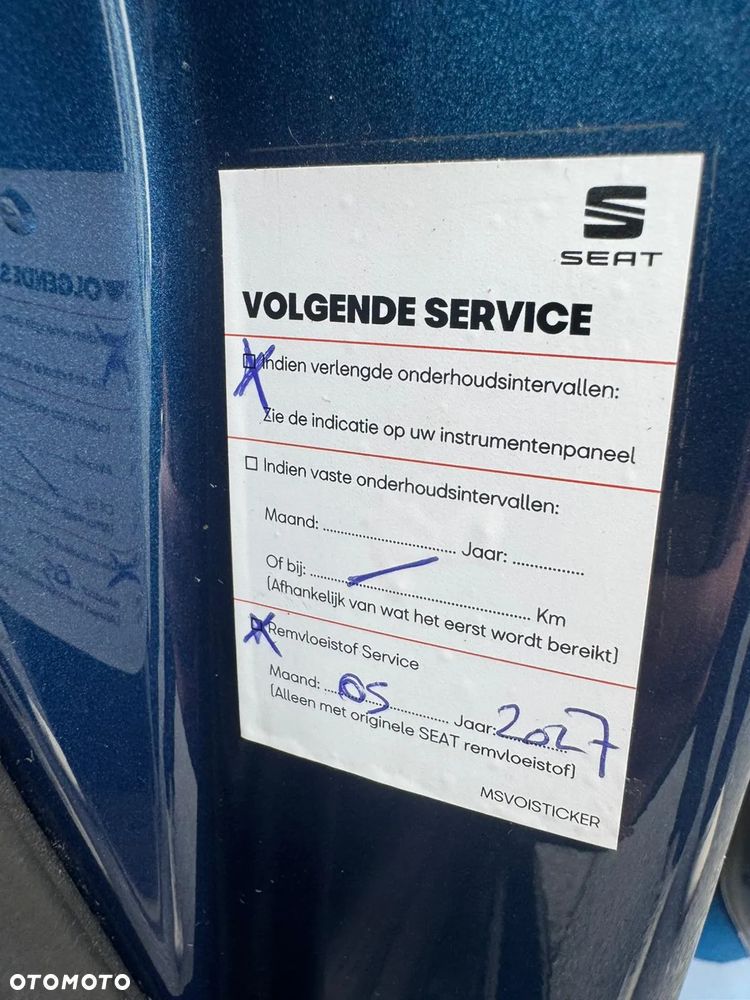 SEAT
VOLGENDE SERVICE
Indien verlengde onderhoudsintervallen:
Zie de indicatie op uw instrumentenpaneel
Indien vaste onderhoudsintervallen:
Maand: ........................... Jaar: ...............
Of bij: ............................................. Km
(Afhankelijk van wat het eerst wordt bereikt)
Remvloeistof Service
Maand: 05 Jaar: 2027
(Alleen met originele SEAT remvloeistof)
MSVOISTICKER
OTOMOTO